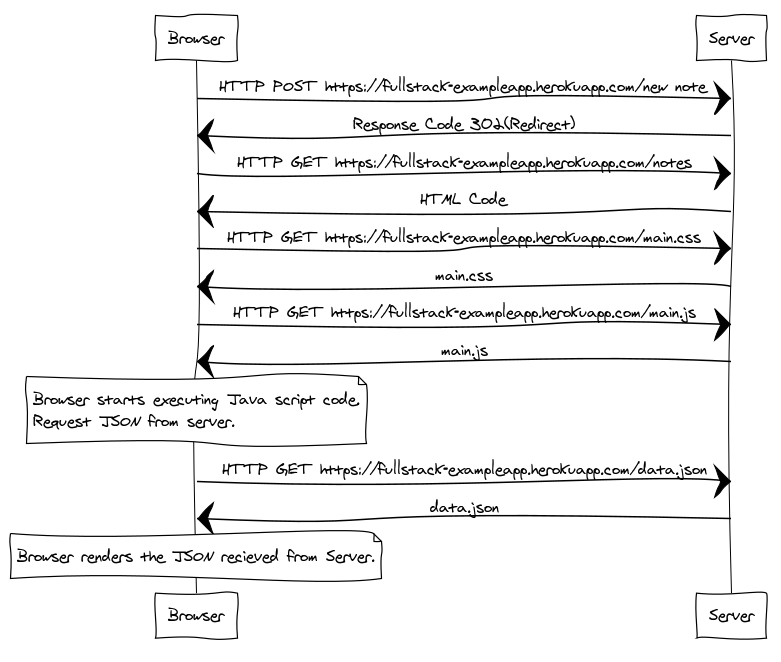 Browser
Server
HTTP POST https://fullstack-exampleapp.herokuapp.com/new note
Response Code 302(Redirect)
HTTP GET https://fullstack-exampleapp.herokuapp.com/notes
HTML Code
HTTP GET https://fullstack-exampleapp.herokuapp.com/main.css
main.css
HTTP GET https://fullstack-exampleapp.herokuapp.com/main.js
main.js
Browser starts executing Java script code.
Request JSON from server.
HTTP GET https://fullstack-exampleapp.herokuapp.com/data.json
data.json
Browser renders the JSON recieved from Server.
Browser
Server